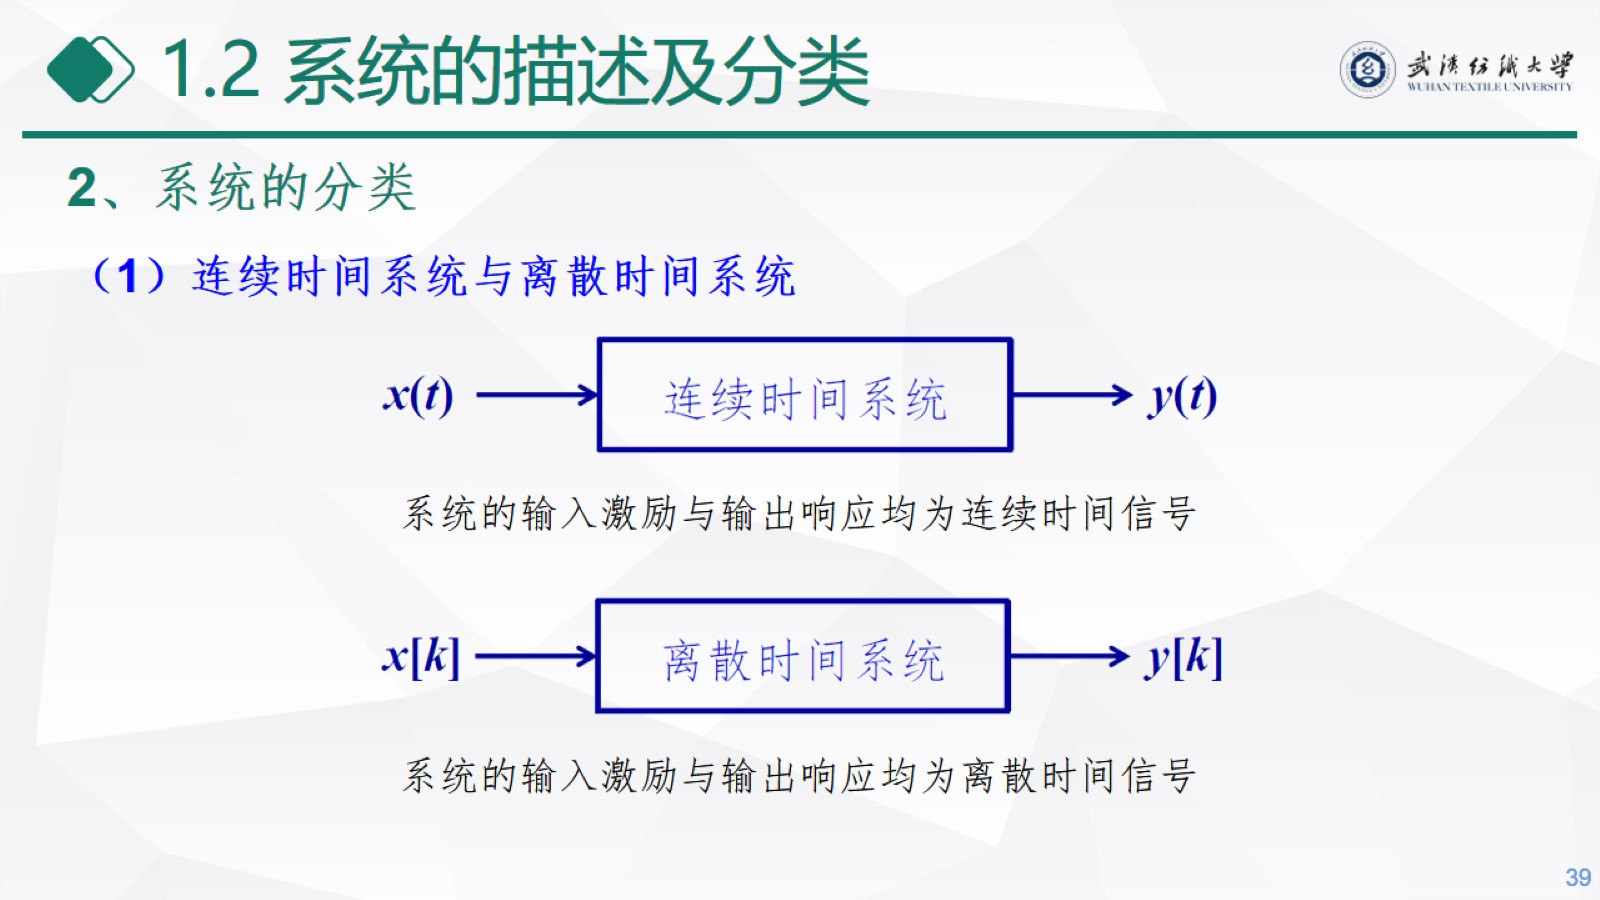 1.2 系统的描述及分类
武汉纺织大学
WUHAN TEXTILE UNIVERSITY
2、系统的分类
（1）连续时间系统与离散时间系统
x(t) 连续时间系统 y(t)
系统的输入激励与输出响应均为连续时间信号
x[k] 离散时间系统 y[k]
系统的输入激励与输出响应均为离散时间信号
39